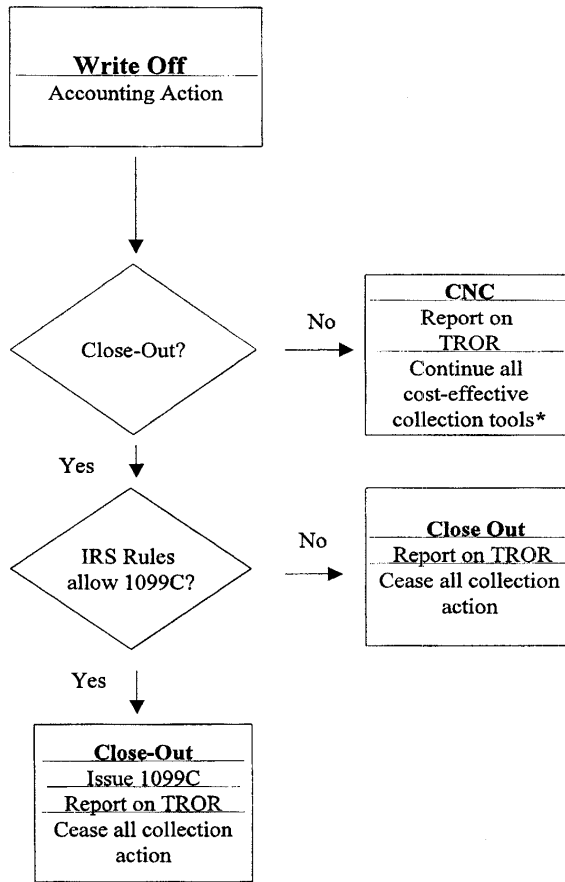 Write Off
Accounting Action
Close-Out?
No
CNC
Report on
TROR
Continue all
cost-effective
collection tools*
Yes
IRS Rules
allow 1099C?
No
Close Out
Report on TROR
Cease all collection
action
Yes
Close-Out
Issue 1099C
Report on TROR
Cease all collection
action